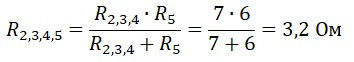 R₂,₃,₄,₅ = (R₂,₃,₄ · R₅) / (R₂,₃,₄ + R₅) = (7 · 6) / (7 + 6) = 3,2 Ом